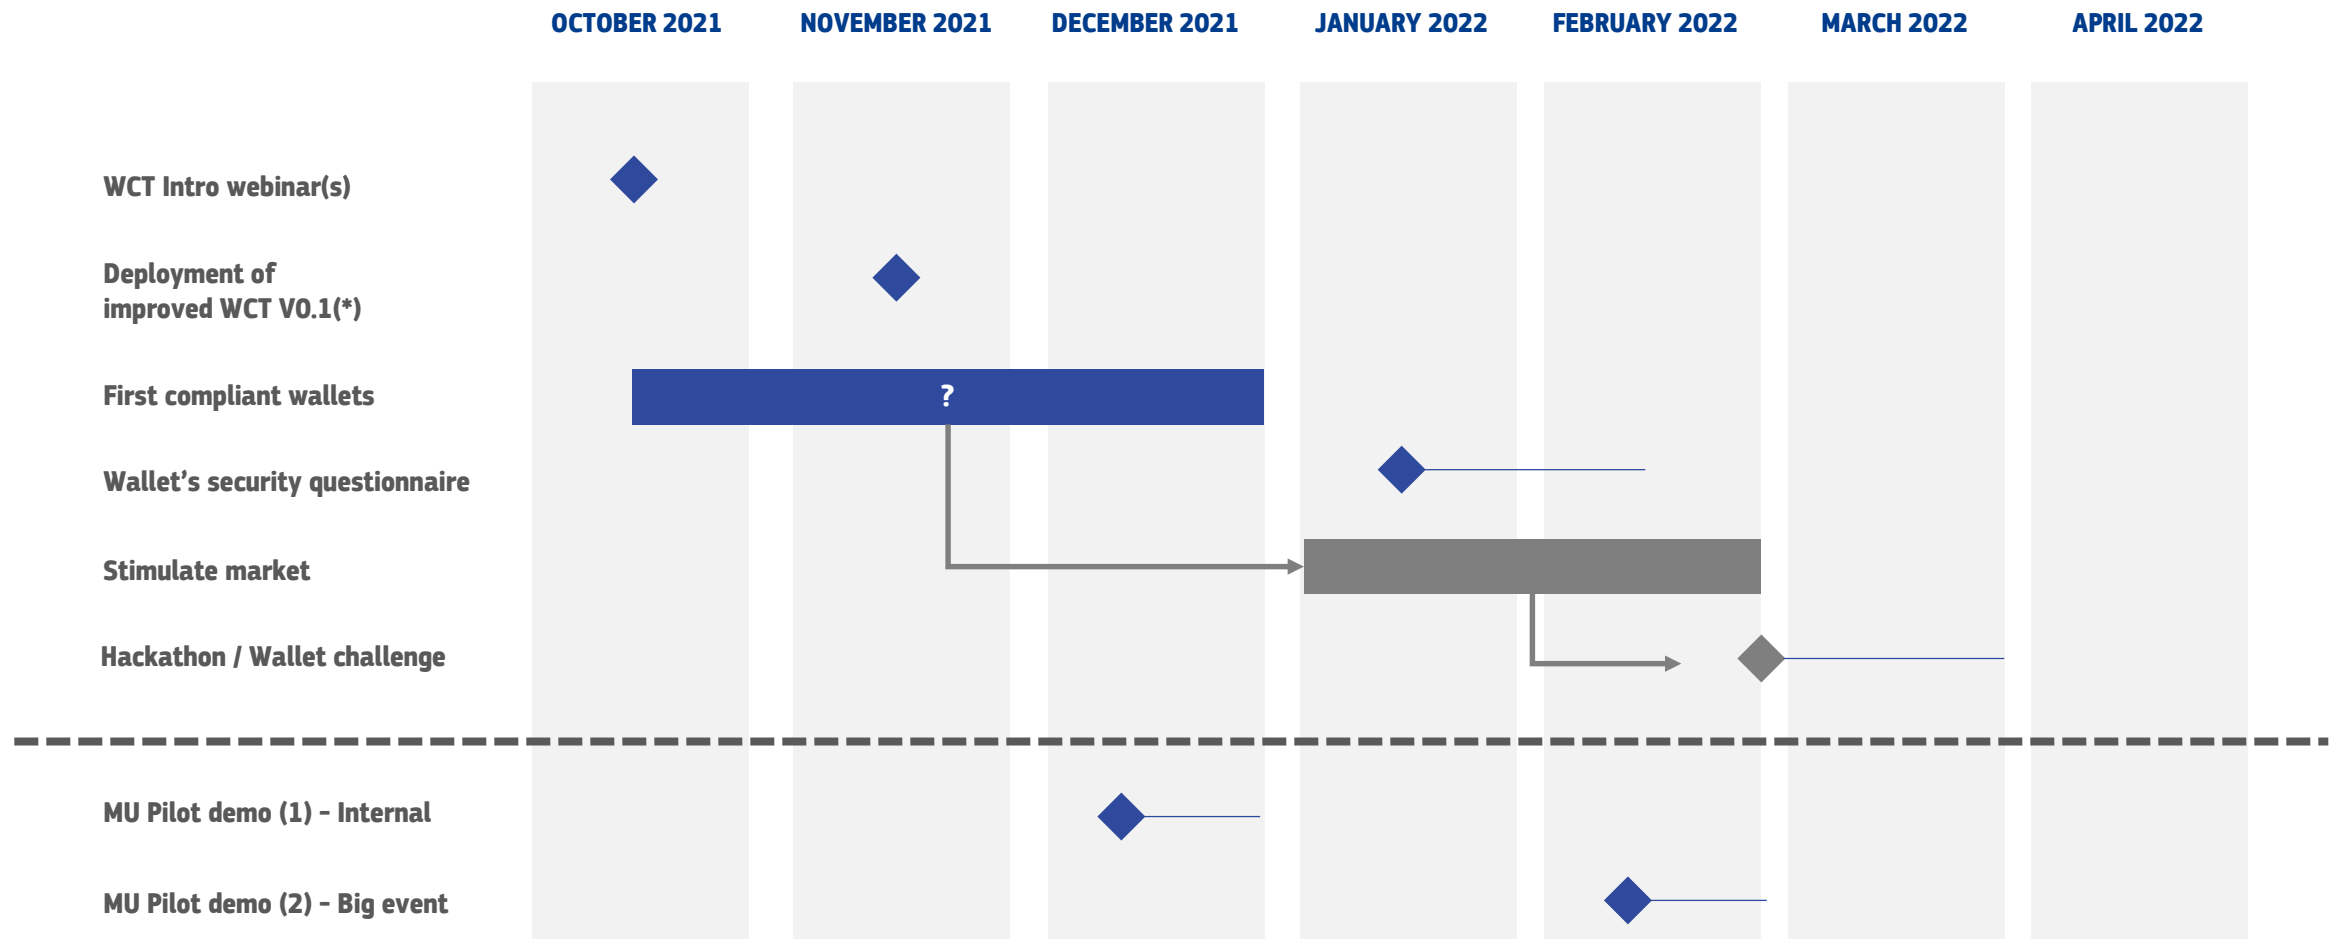 OCTOBER 2021
NOVEMBER 2021
DECEMBER 2021
JANUARY 2022
FEBRUARY 2022
MARCH 2022
APRIL 2022
WCT Intro webinar(s)
Deployment of
improved WCT V0.1(*)
First compliant wallets
?
Wallet’s security questionnaire
Stimulate market
Hackathon / Wallet challenge
MU Pilot demo (1) – Internal
MU Pilot demo (2) – Big event